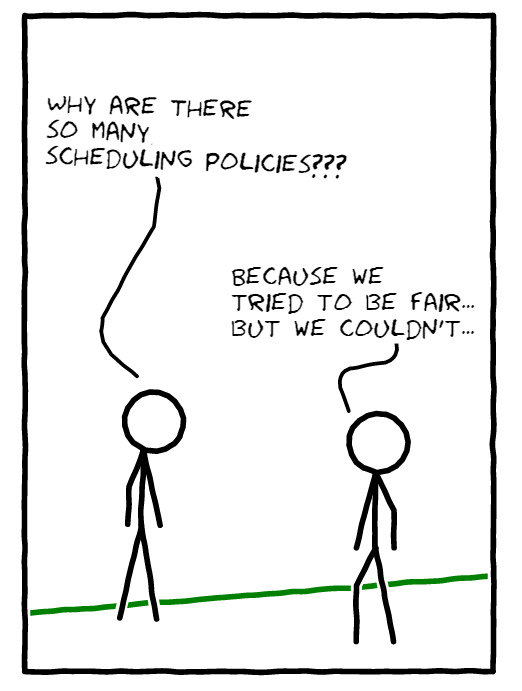 WHY ARE THERE
SO MANY
SCHEDULING POLICIES???
BECAUSE WE
TRIED TO BE FAIR...
BUT WE COULDN'T...